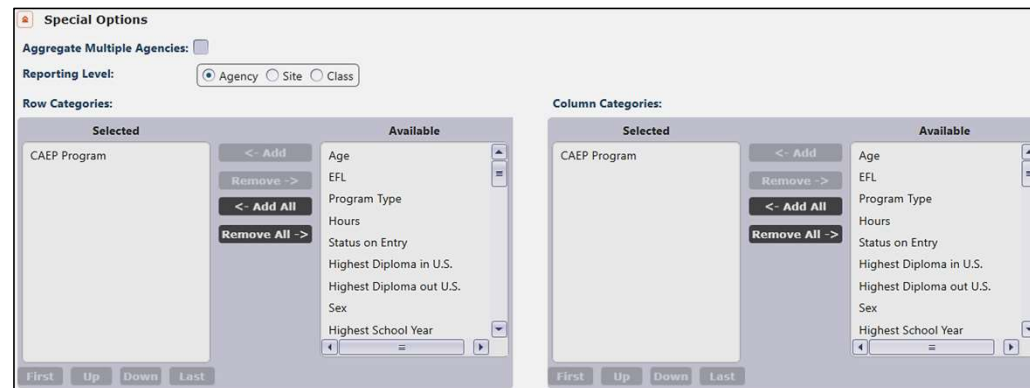 Special Options
Aggregate Multiple Agencies:
Reporting Level: Agency Site Class
Row Categories: Column Categories:
Selected Available Selected Available
CAEP Program <- Add Age CAEP Program <- Add Age
Remove -> EFL Remove -> EFL
<- Add All Program Type <- Add All Program Type
Hours Hours
Remove All -> Status on Entry Remove All -> Status on Entry
Highest Diploma in U.S. Highest Diploma in U.S.
Highest Diploma out U.S. Highest Diploma out U.S.
Sex Sex
Highest School Year Highest School Year
First Up Down Last First Up Down Last